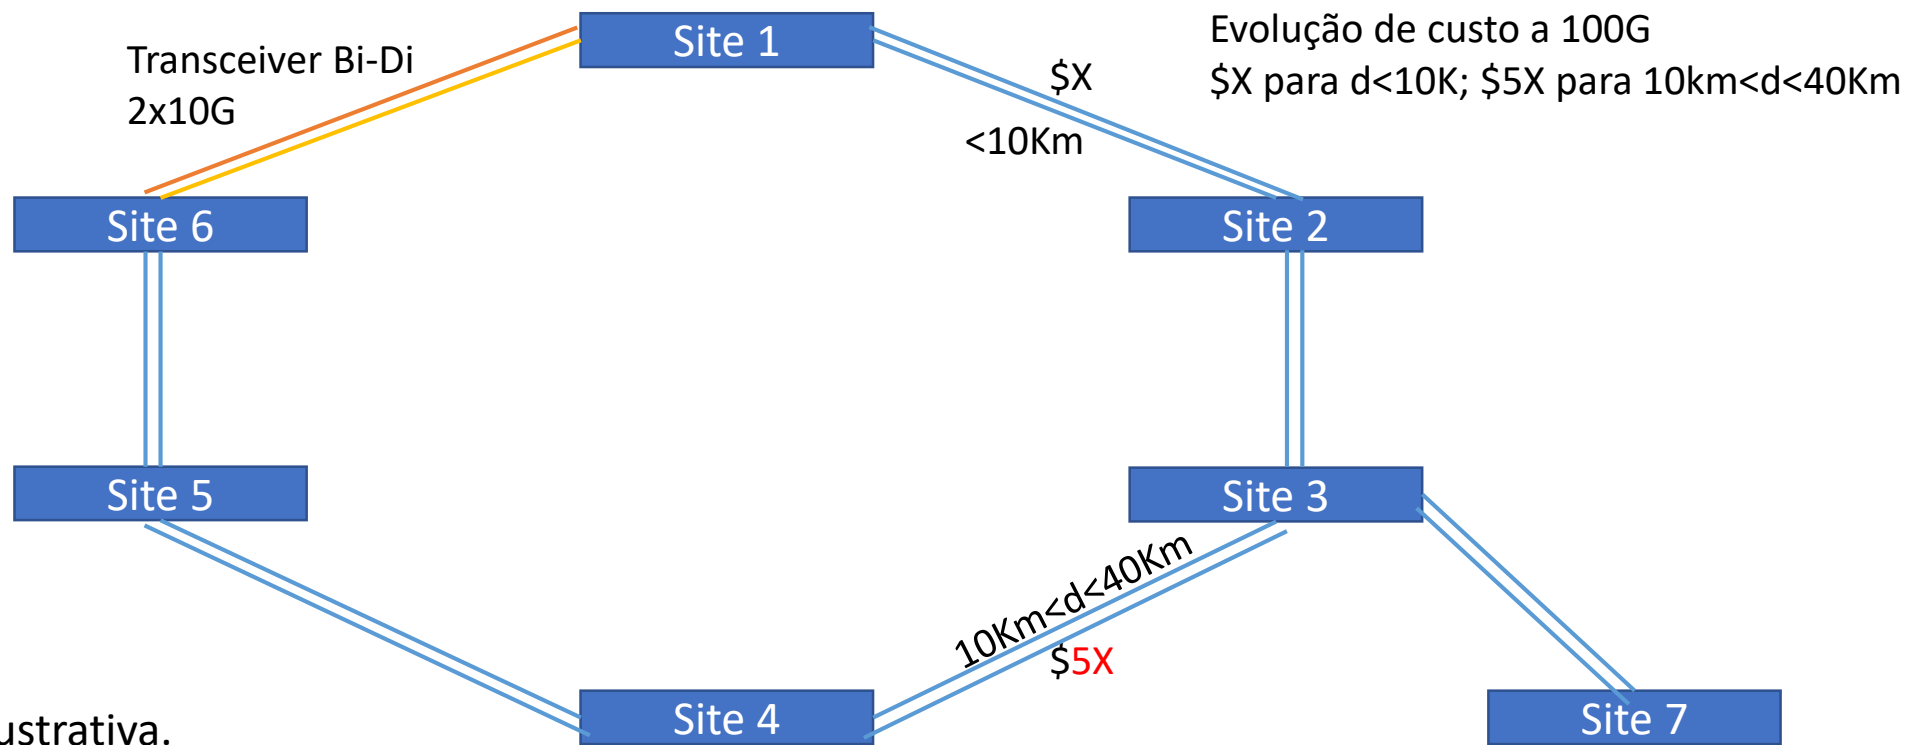 Transceiver Bi-Di
2x10G
Site 1
Evolução de custo a 100G
$X para d<10K; $5X para 10km<d<40Km
$X
<10Km
Site 6
Site 2
Site 5
Site 3
10Km<d<40Km
$5X
Site 4
Site 7